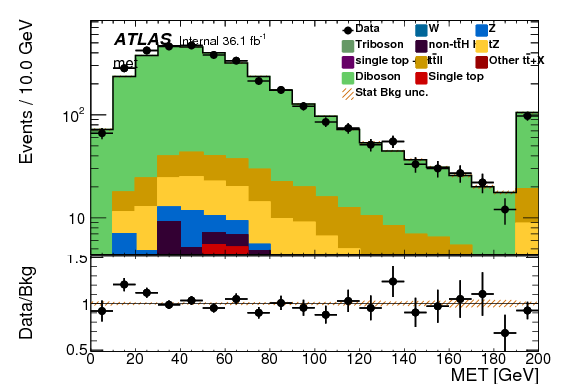 ATLAS Internal 36.1 fb⁻¹
met
Data
W
Z
Triboson
non-tt̄H
tZ
single top
tt̄ll
Other tt̄+X
Diboson
Single top
Stat Bkg unc.
Events / 10.0 GeV
10²
10
Data/Bkg
1.5
1
0.5
0 20 40 60 80 100 120 140 160 180 200
MET [GeV]